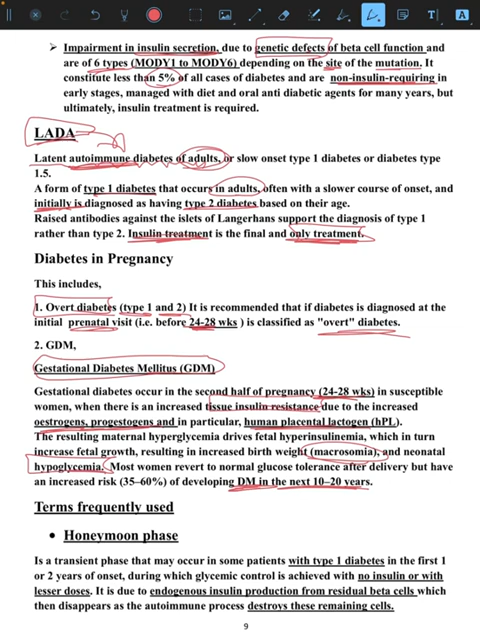 ➢ Impairment in insulin secretion, due to genetic defects of beta cell function and
are of 6 types (MODY1 to MODY6) depending on the site of the mutation. It
constitute less than 5% of all cases of diabetes and are non-insulin-requiring in
early stages, managed with diet and oral anti diabetic agents for many years, but
ultimately, insulin treatment is required.
LADA
Latent autoimmune diabetes of adults, or slow onset type 1 diabetes or diabetes type
1.5.
A form of type 1 diabetes that occurs in adults, often with a slower course of onset, and
initially is diagnosed as having type 2 diabetes based on their age.
Raised antibodies against the islets of Langerhans support the diagnosis of type 1
rather than type 2. Insulin treatment is the final and only treatment.
Diabetes in Pregnancy
This includes,
1. Overt diabetes (type 1 and 2) It is recommended that if diabetes is diagnosed at the
initial prenatal visit (i.e. before 24-28 wks ) is classified as "overt" diabetes.
2. GDM,
Gestational Diabetes Mellitus (GDM)
Gestational diabetes occur in the second half of pregnancy (24-28 wks) in susceptible
women, when there is an increased tissue insulin resistance due to the increased
oestrogens, progestogens and in particular, human placental lactogen (hPL).
The resulting maternal hyperglycemia drives fetal hyperinsulinemia, which in turn
increase fetal growth, resulting in increased birth weight (macrosomia), and neonatal
hypoglycemia. Most women revert to normal glucose tolerance after delivery but have
an increased risk (35–60%) of developing DM in the next 10–20 years.
Terms frequently used
• Honeymoon phase
Is a transient phase that may occur in some patients with type 1 diabetes in the first 1
or 2 years of onset, during which glycemic control is achieved with no insulin or with
lesser doses. It is due to endogenous insulin production from residual beta cells which
then disappears as the autoimmune process destroys these remaining cells.
9